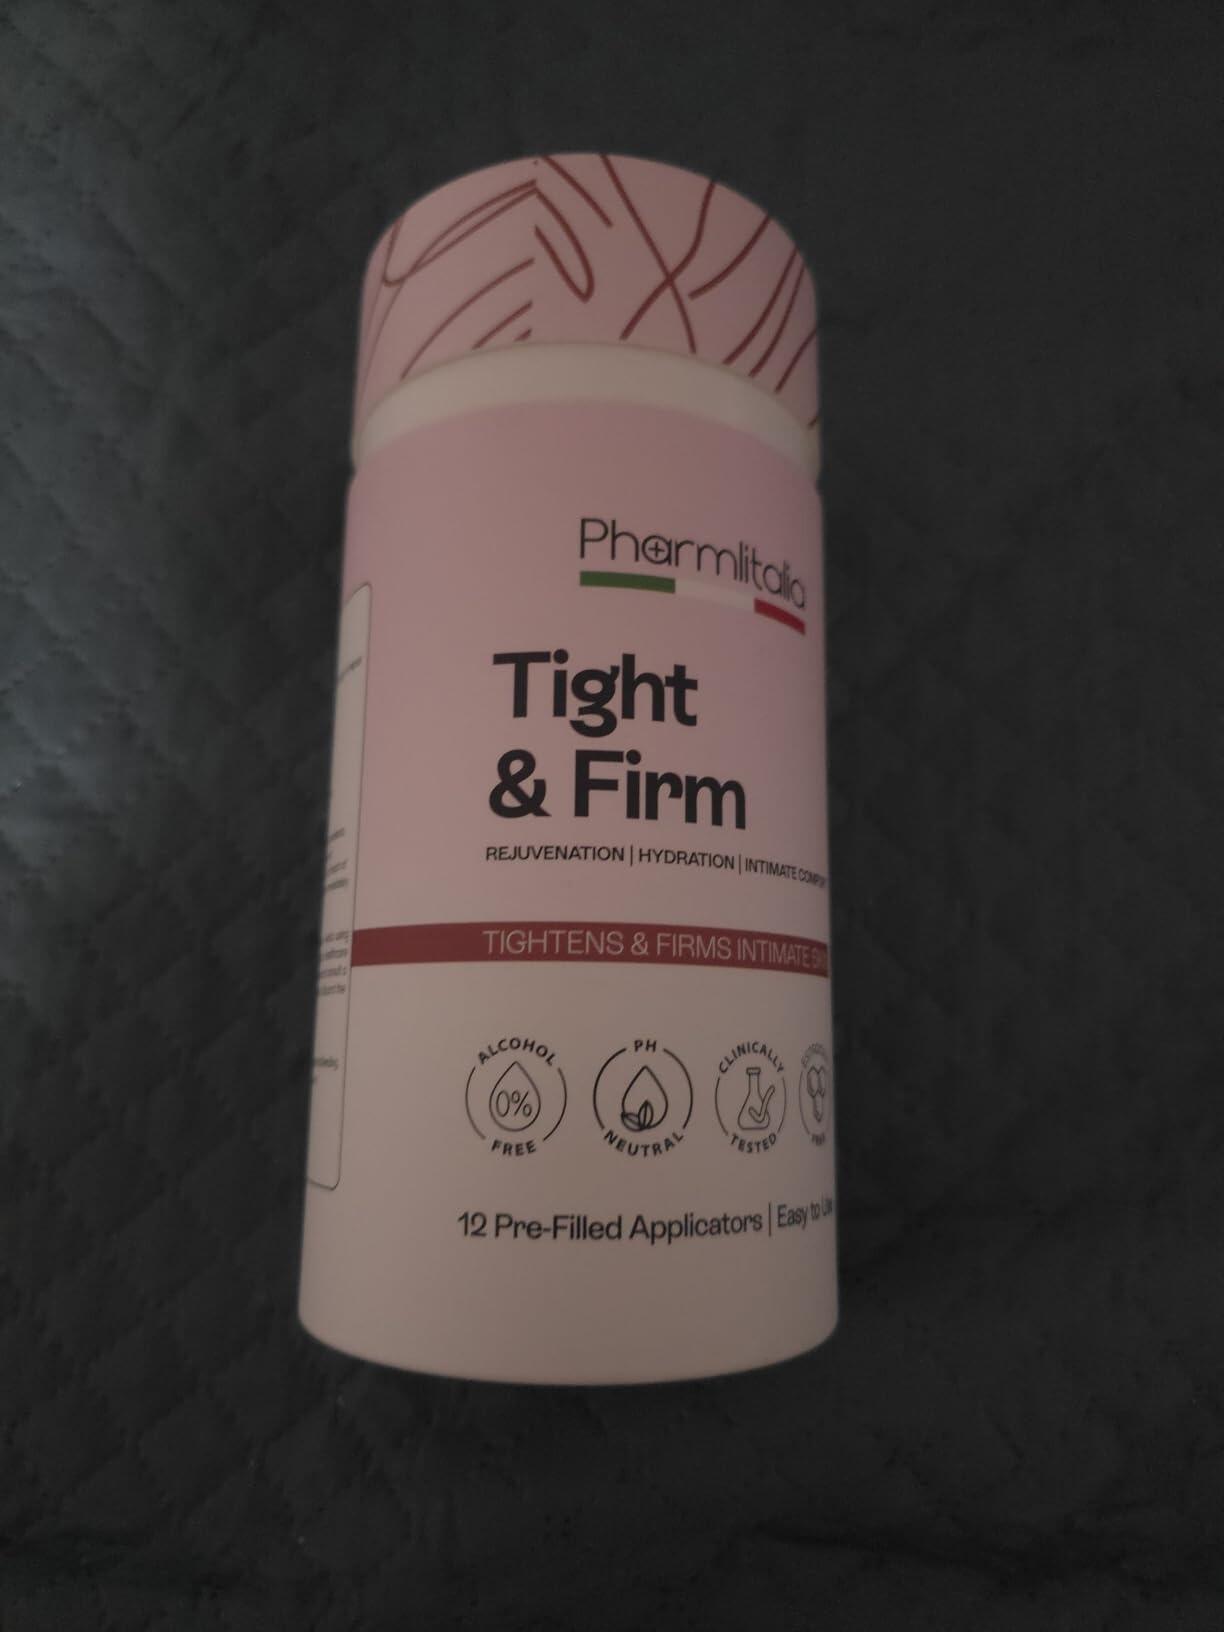 Pharmlitalia
Tight
& Firm
REJUVENATION | HYDRATION | INTIMATE
TIGHTENS & FIRMS INTIMATE
ALCOHOL
0%
FREE
PH
NEUTRAL
CLINICALLY
TESTED
FREE
12 Pre-Filled Applicators | Easy to